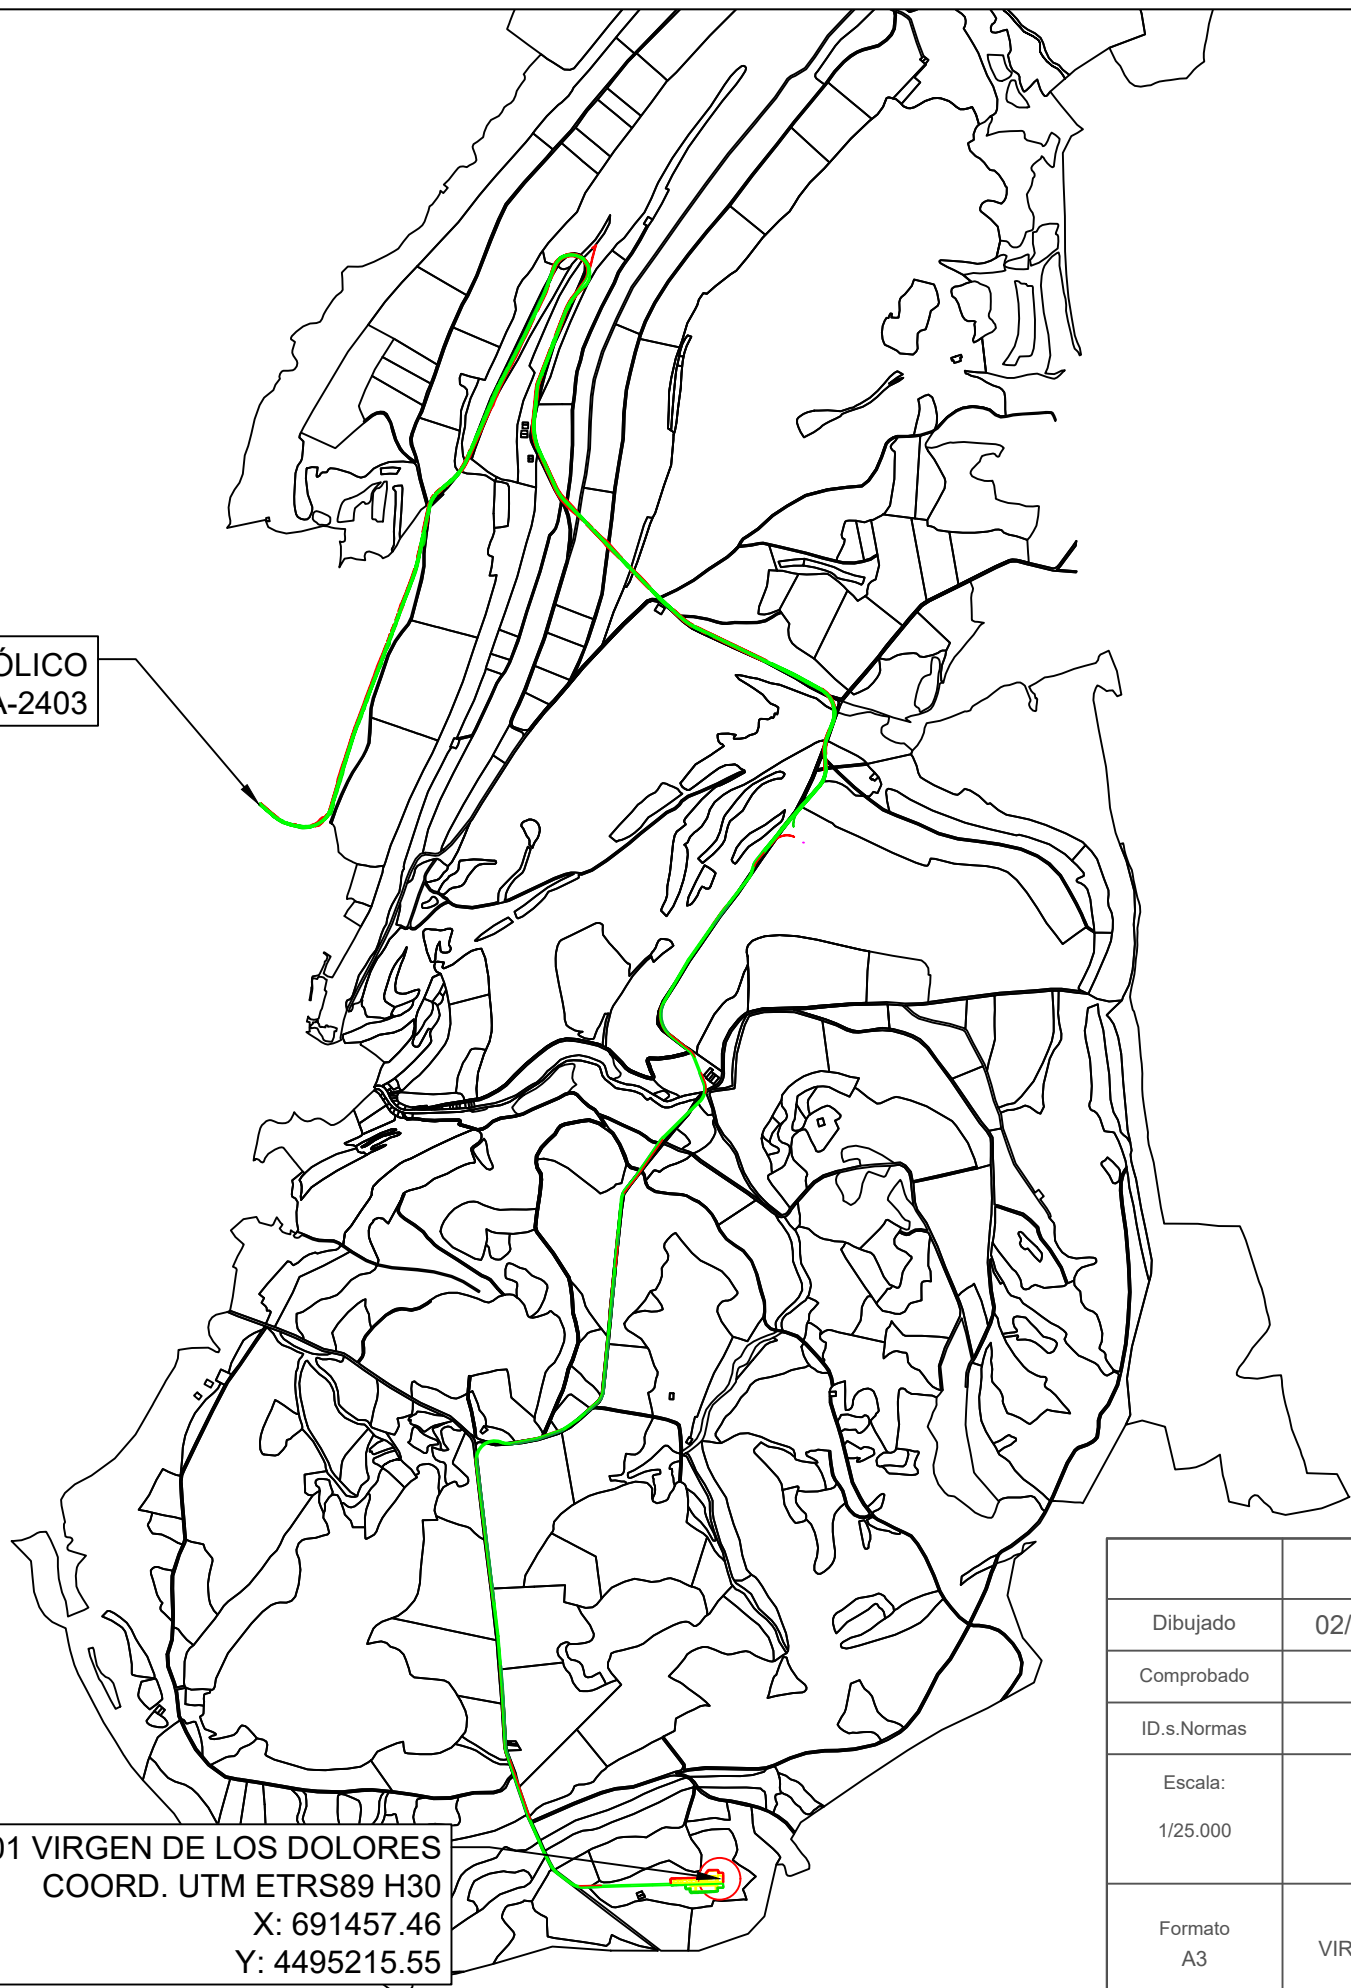 ÓLICO
A-2403
Dibujado 02/
Comprobado
ID.s.Normas
Escala:
1/25.000
01 VIRGEN DE LOS DOLORES
COORD. UTM ETRS89 H30
X: 691457.46
Y: 4495215.55
Formato
A3
VIR